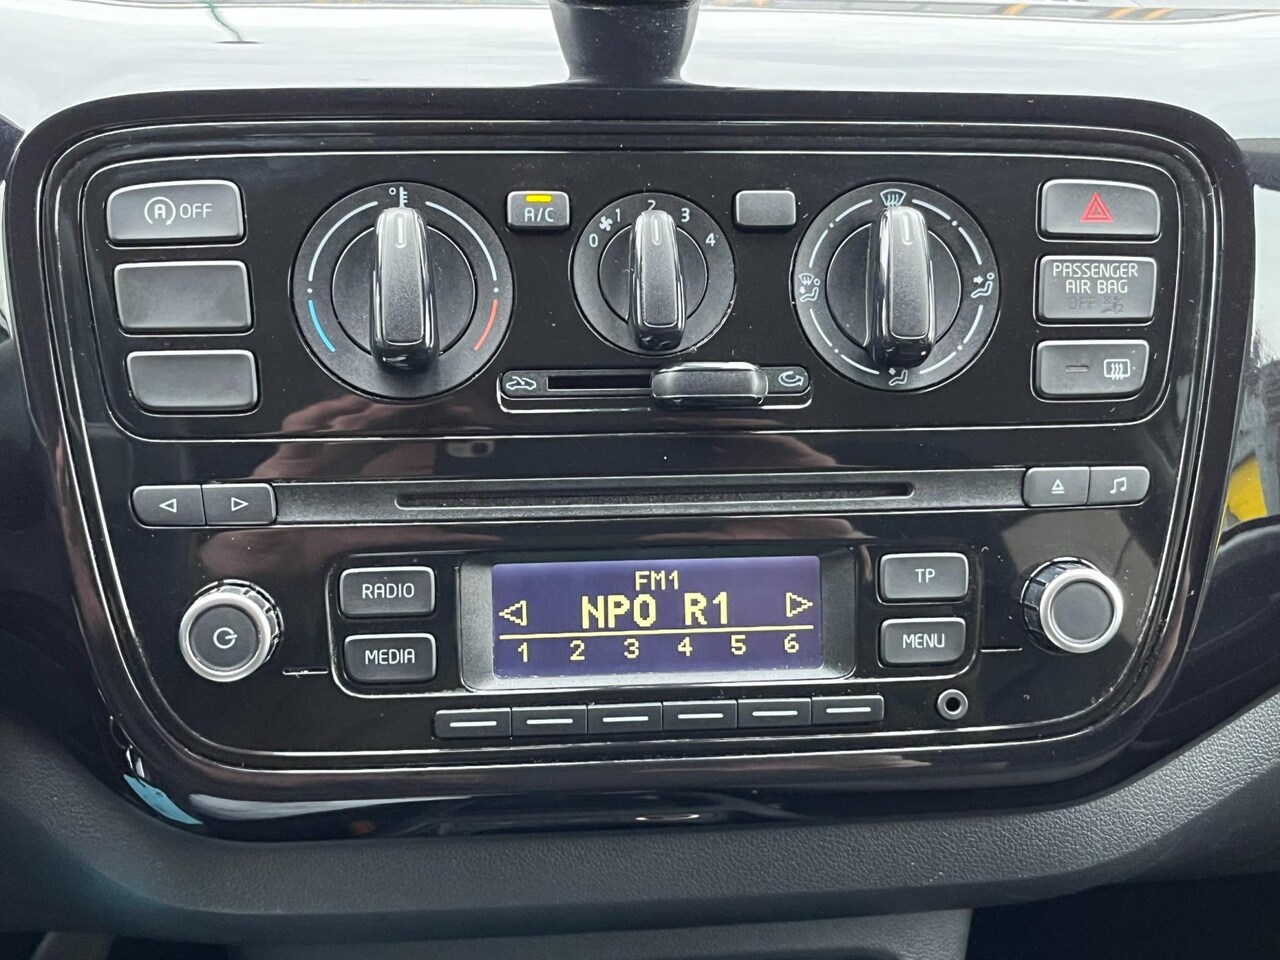 A OFF
A/C
0 1 2 3 4
PASSENGER
AIR BAG
OFF
RADIO
MEDIA
FM1
NPO R1
1 2 3 4 5 6
TP
MENU